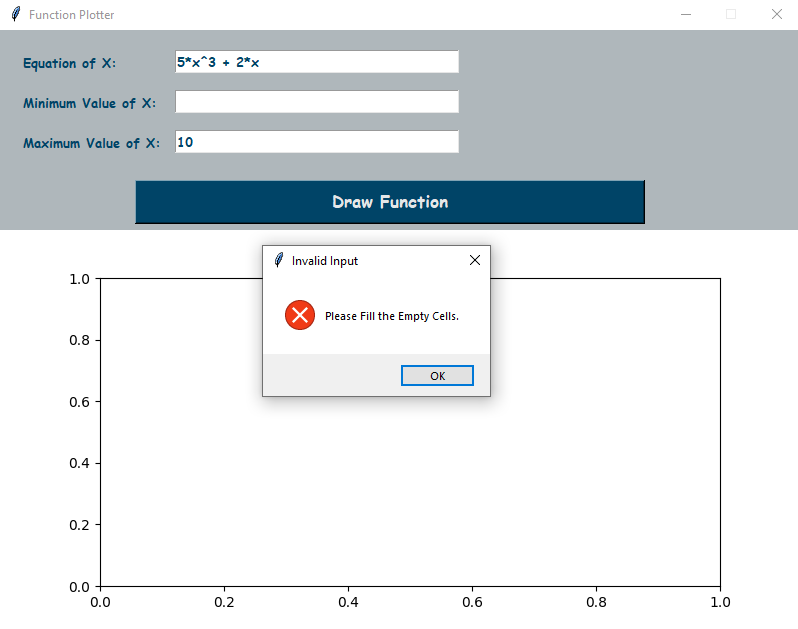 Function Plotter
Equation of X: 5*x^3 + 2*x
Minimum Value of X:
Maximum Value of X: 10
Draw Function
Invalid Input
Please Fill the Empty Cells.
OK
1.0
0.8
0.6
0.4
0.2
0.0
0.0 0.2 0.4 0.6 0.8 1.0